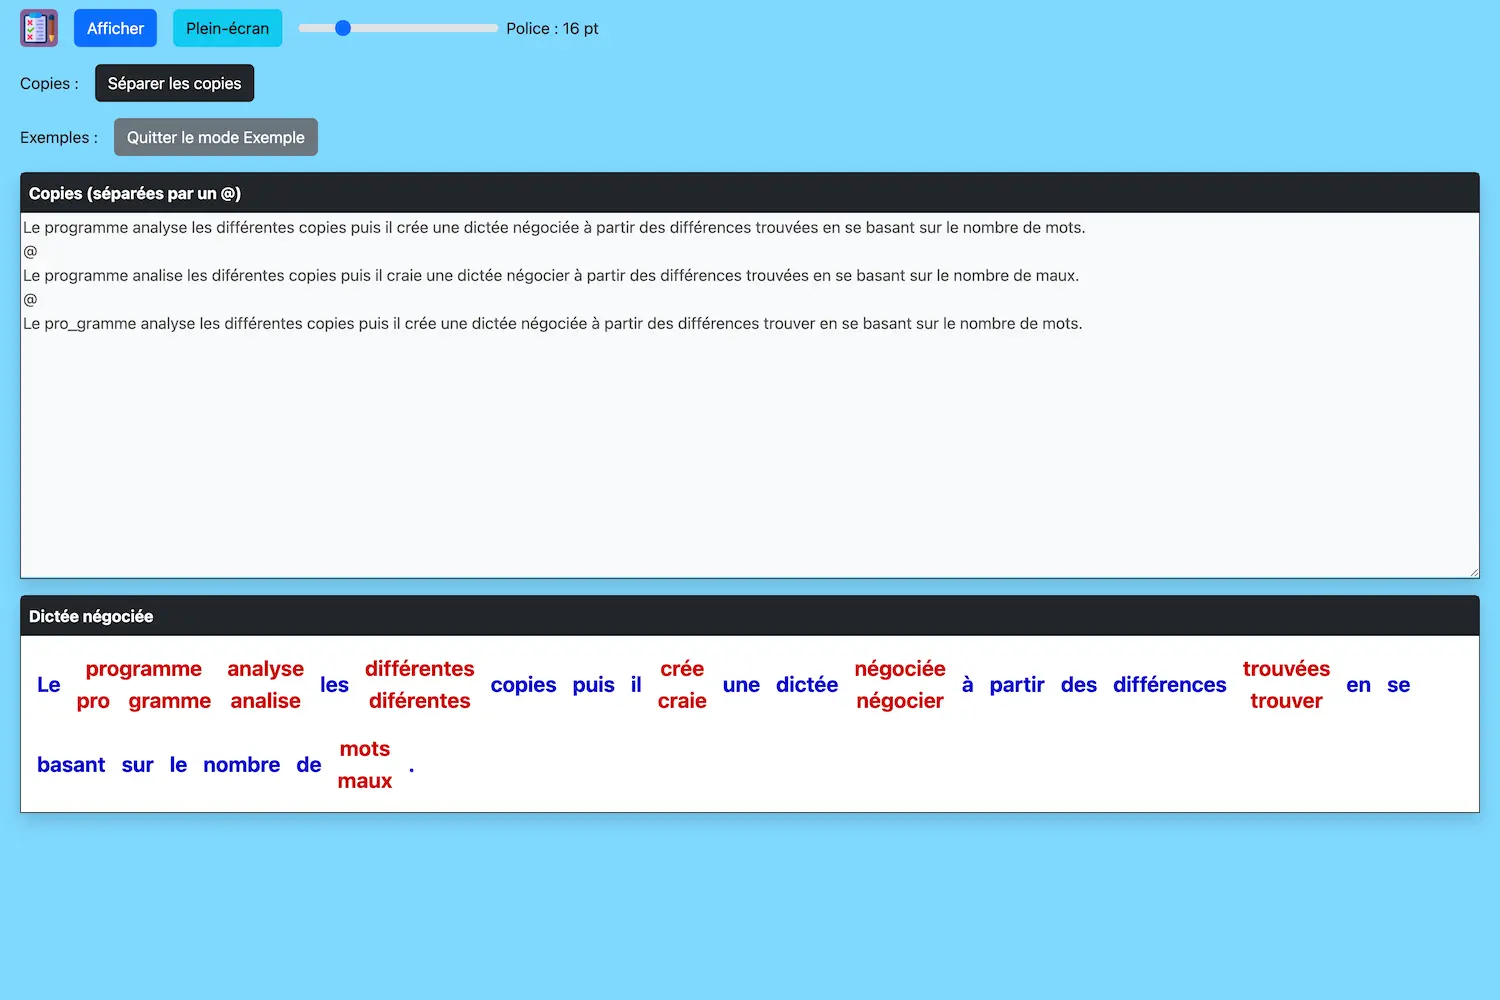 Afficher Plein-écran Police : 16 pt
Copies : Séparer les copies
Exemples : Quitter le mode Exemple
Copies (séparées par un @)
Le programme analyse les différentes copies puis il crée une dictée négociée à partir des différences trouvées en se basant sur le nombre de mots.
@
Le programme analise les diférentes copies puis il craie une dictée négocier à partir des différences trouvées en se basant sur le nombre de maux.
@
Le pro_gramme analyse les différentes copies puis il crée une dictée négociée à partir des différences trouver en se basant sur le nombre de mots.
Dictée négociée
programme analyse différentes crée négociée trouvées
Le les copies puis il une dictée à partir des différences en se
pro gramme analise diférentes craie négocier trouver
mots
basant sur le nombre de .
maux